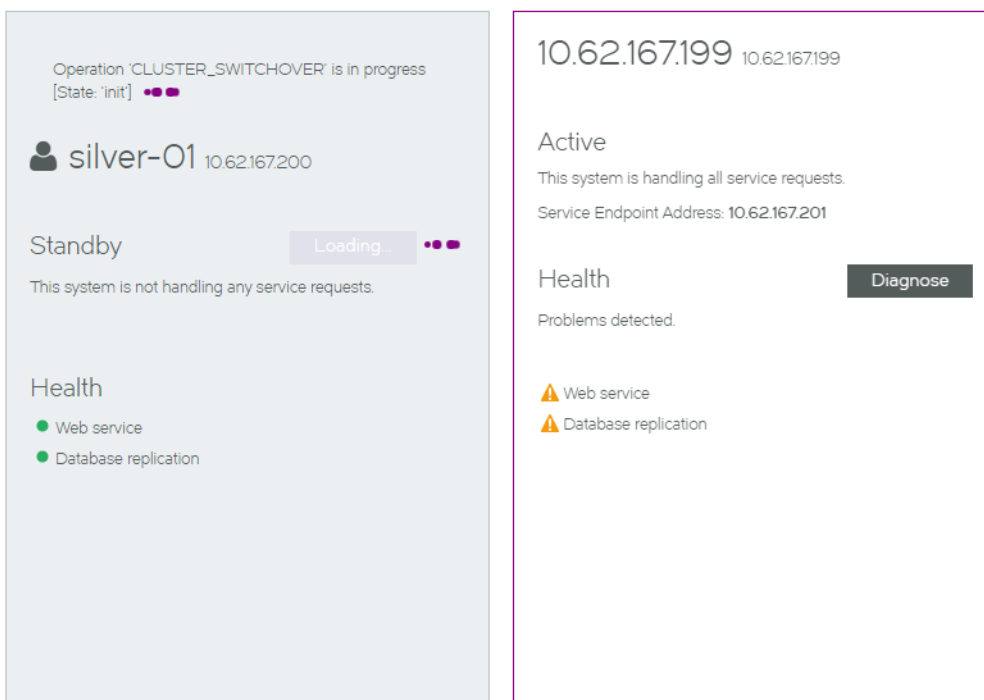 Operation 'CLUSTER_SWITCHOVER' is in progress
[State: 'init']
silver-01 10.62.167.200
Standby
Loading...
This system is not handling any service requests.
Health
Web service
Database replication
10.62.167.199 10.62.167.199
Active
This system is handling all service requests.
Service Endpoint Address: 10.62.167.201
Health
Diagnose
Problems detected.
Web service
Database replication